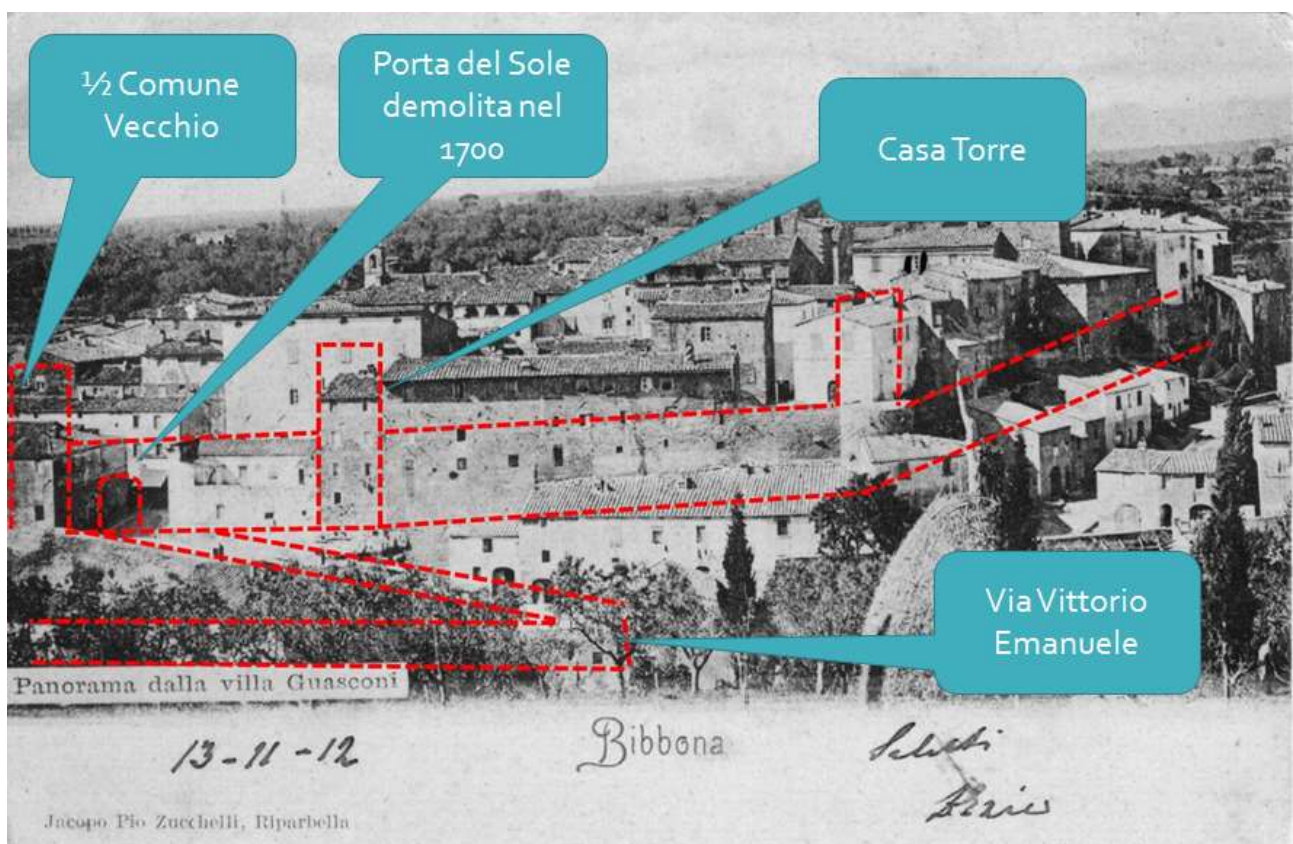 ½ Comune
Vecchio
Porta del Sole
demolita nel
1700
Casa Torre
Via Vittorio
Emanuele
Panorama dalla villa Guasconi
13-11-12
Bibbona
Saluti
Jacopo Pio Zucchelli, Riparbella